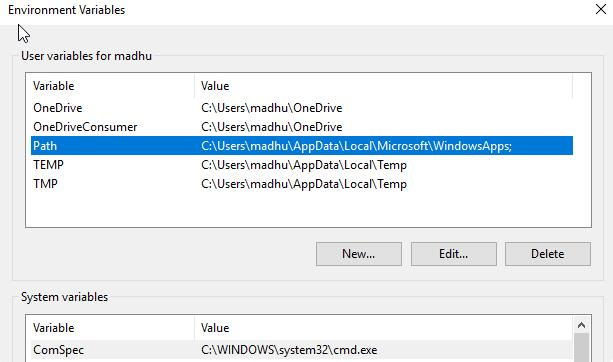 Environment Variables
User variables for madhu
Variable Value
OneDrive C:\Users\madhu\OneDrive
OneDriveConsumer C:\Users\madhu\OneDrive
Path C:\Users\madhu\AppData\Local\Microsoft\WindowsApps;
TEMP C:\Users\madhu\AppData\Local\Temp
TMP C:\Users\madhu\AppData\Local\Temp
New... Edit... Delete
System variables
Variable Value
ComSpec C:\WINDOWS\system32\cmd.exe